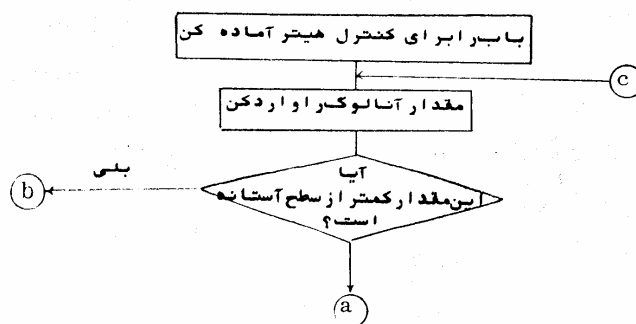 باب را برای کنترل هیتر آماده کن
c
مقدار آنالوگ را وارد کن
آیا
این مقدار کمتر از سطح آستانه
است؟
بلی
b
a